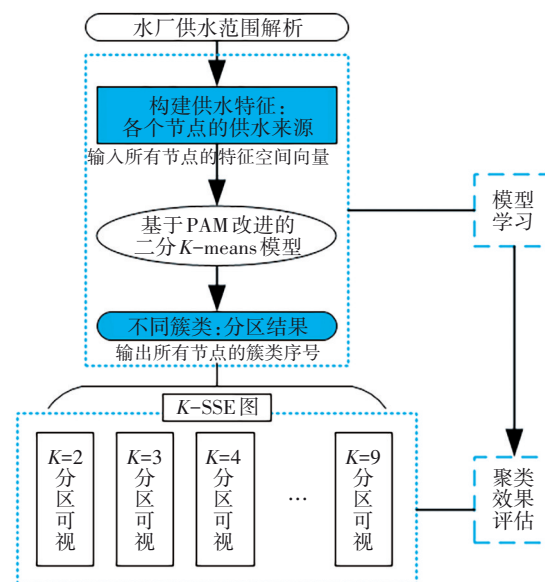 水厂供水范围解析
构建供水特征：
各个节点的供水来源
输入所有节点的特征空间向量
基于PAM改进的
二分K-means模型
不同簇类：分区结果
输出所有节点的簇类序号
K-SSE图
K=2
分
区
可
视
K=3
分
区
可
视
K=4
分
区
可
视
…
K=9
分
区
可
视
模型
学习
聚类
效果
评估